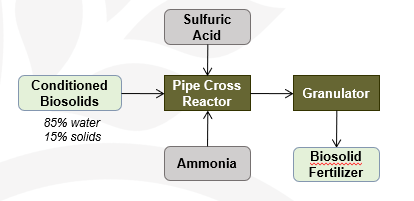 Sulfuric
Acid
Conditioned
Biosolids
Pipe Cross
Reactor
Granulator
85% water
15% solids
Ammonia
Biosolid
Fertilizer